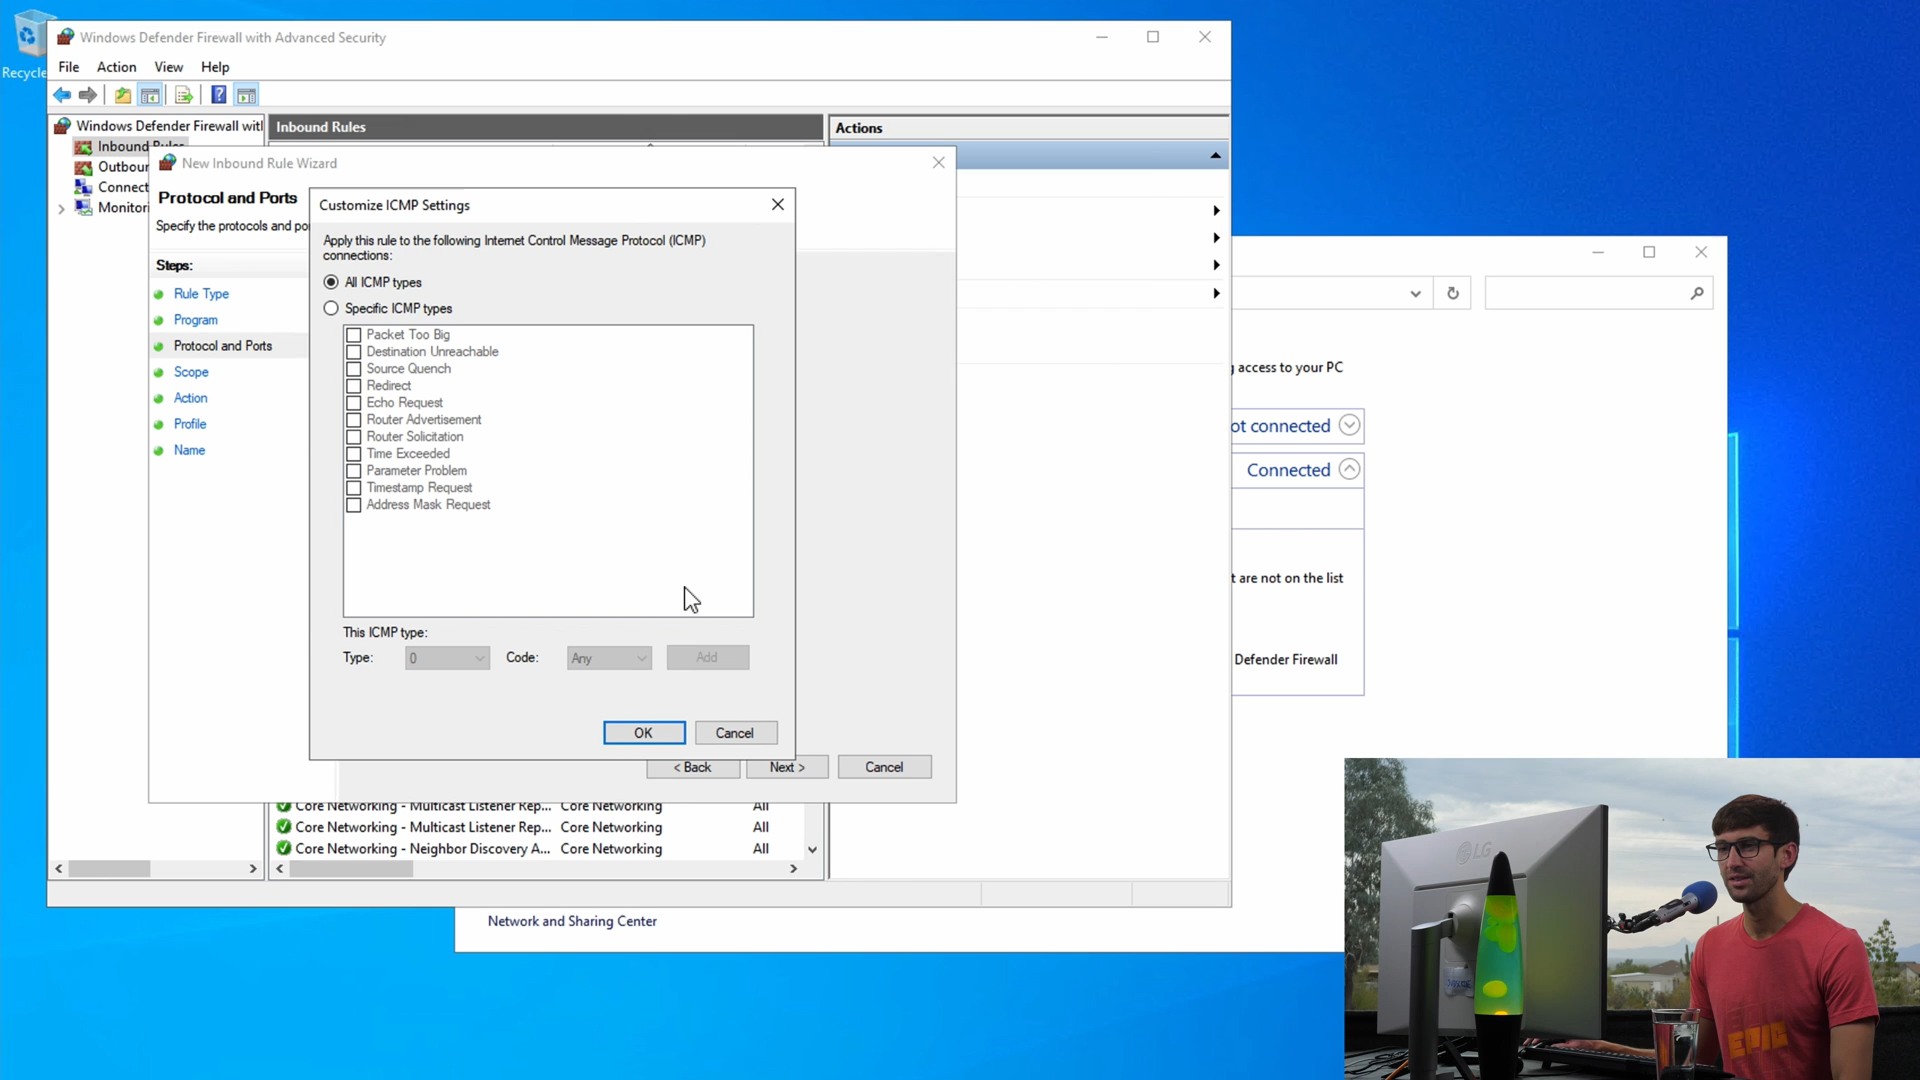 Recycle
Windows Defender Firewall with Advanced Security
File Action View Help
Windows Defender Firewall with
Inbound Rules
Actions
Inbound Rules
Outbour
Connect
Monitori
New Inbound Rule Wizard
Protocol and Ports
Specify the protocols and po
Steps:
Rule Type
Program
Protocol and Ports
Scope
Action
Profile
Name
Customize ICMP Settings
Apply this rule to the following Internet Control Message Protocol (ICMP)
connections:
All ICMP types
Specific ICMP types
Packet Too Big
Destination Unreachable
Source Quench
Redirect
Echo Request
Router Advertisement
Router Solicitation
Time Exceeded
Parameter Problem
Timestamp Request
Address Mask Request
This ICMP type:
Type: 0 Code: Any Add
OK Cancel
< Back Next > Cancel
Core Networking - Multicast Listener Rep... Core Networking All
Core Networking - Multicast Listener Rep... Core Networking All
Core Networking - Neighbor Discovery A... Core Networking All
g access to your PC
ot connected
Connected
t are not on the list
Defender Firewall
Network and Sharing Center
LG
EPIC